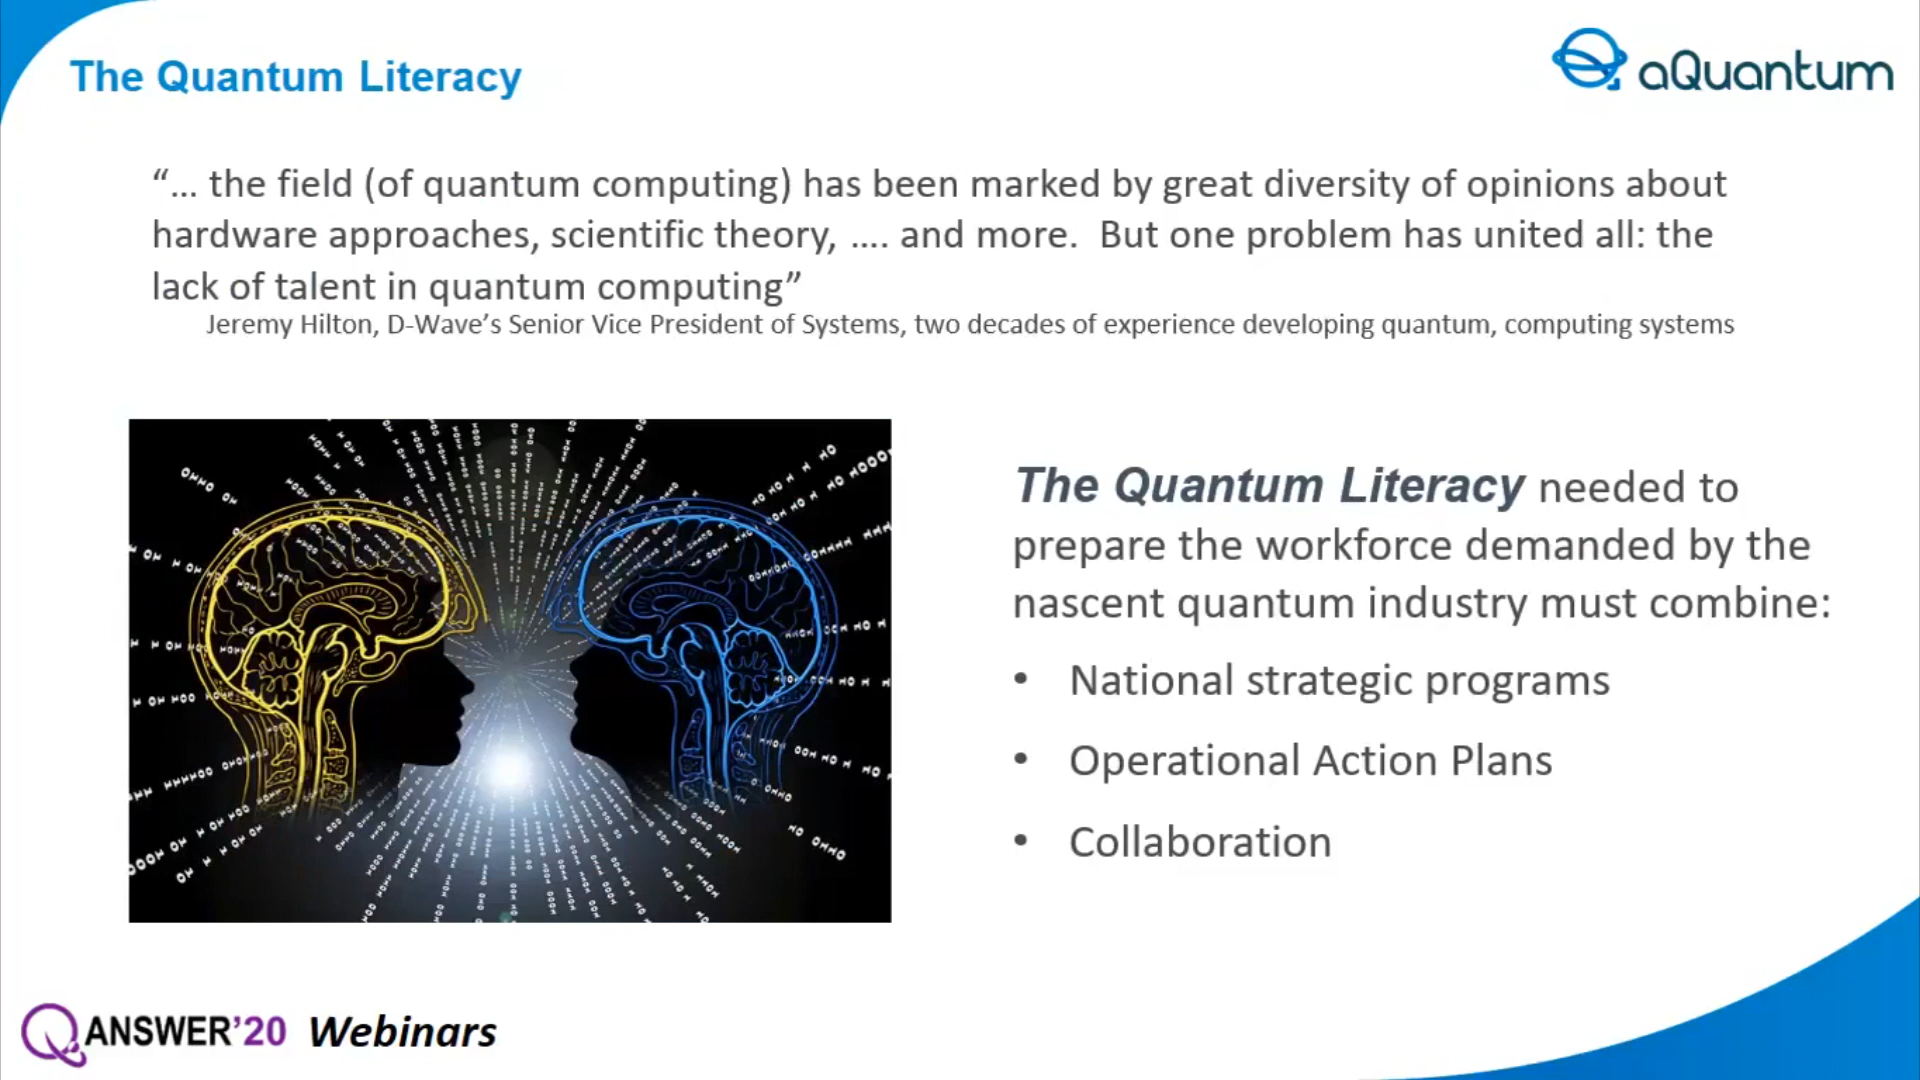 The Quantum Literacy
aQuantum
“... the field (of quantum computing) has been marked by great diversity of opinions about
hardware approaches, scientific theory, .... and more.  But one problem has united all: the
lack of talent in quantum computing”
Jeremy Hilton, D-Wave’s Senior Vice President of Systems, two decades of experience developing quantum, computing systems
The Quantum Literacy needed to
prepare the workforce demanded by the
nascent quantum industry must combine:
• National strategic programs
• Operational Action Plans
• Collaboration
QANSWER’20 Webinars